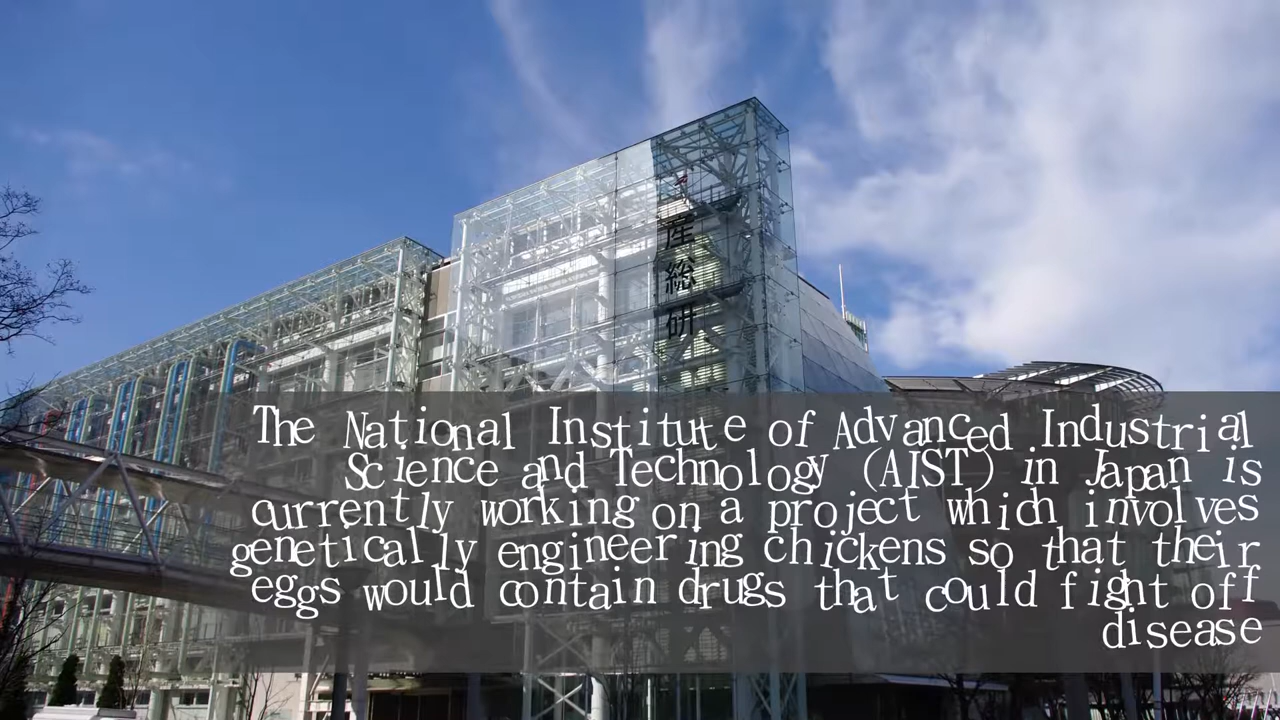 産総研
The National Institute of Advanced Industrial
Science and Technology (AIST) in Japan is
currently working on a project which involves
genetically engineering chickens so that their
eggs would contain drugs that could fight off
disease